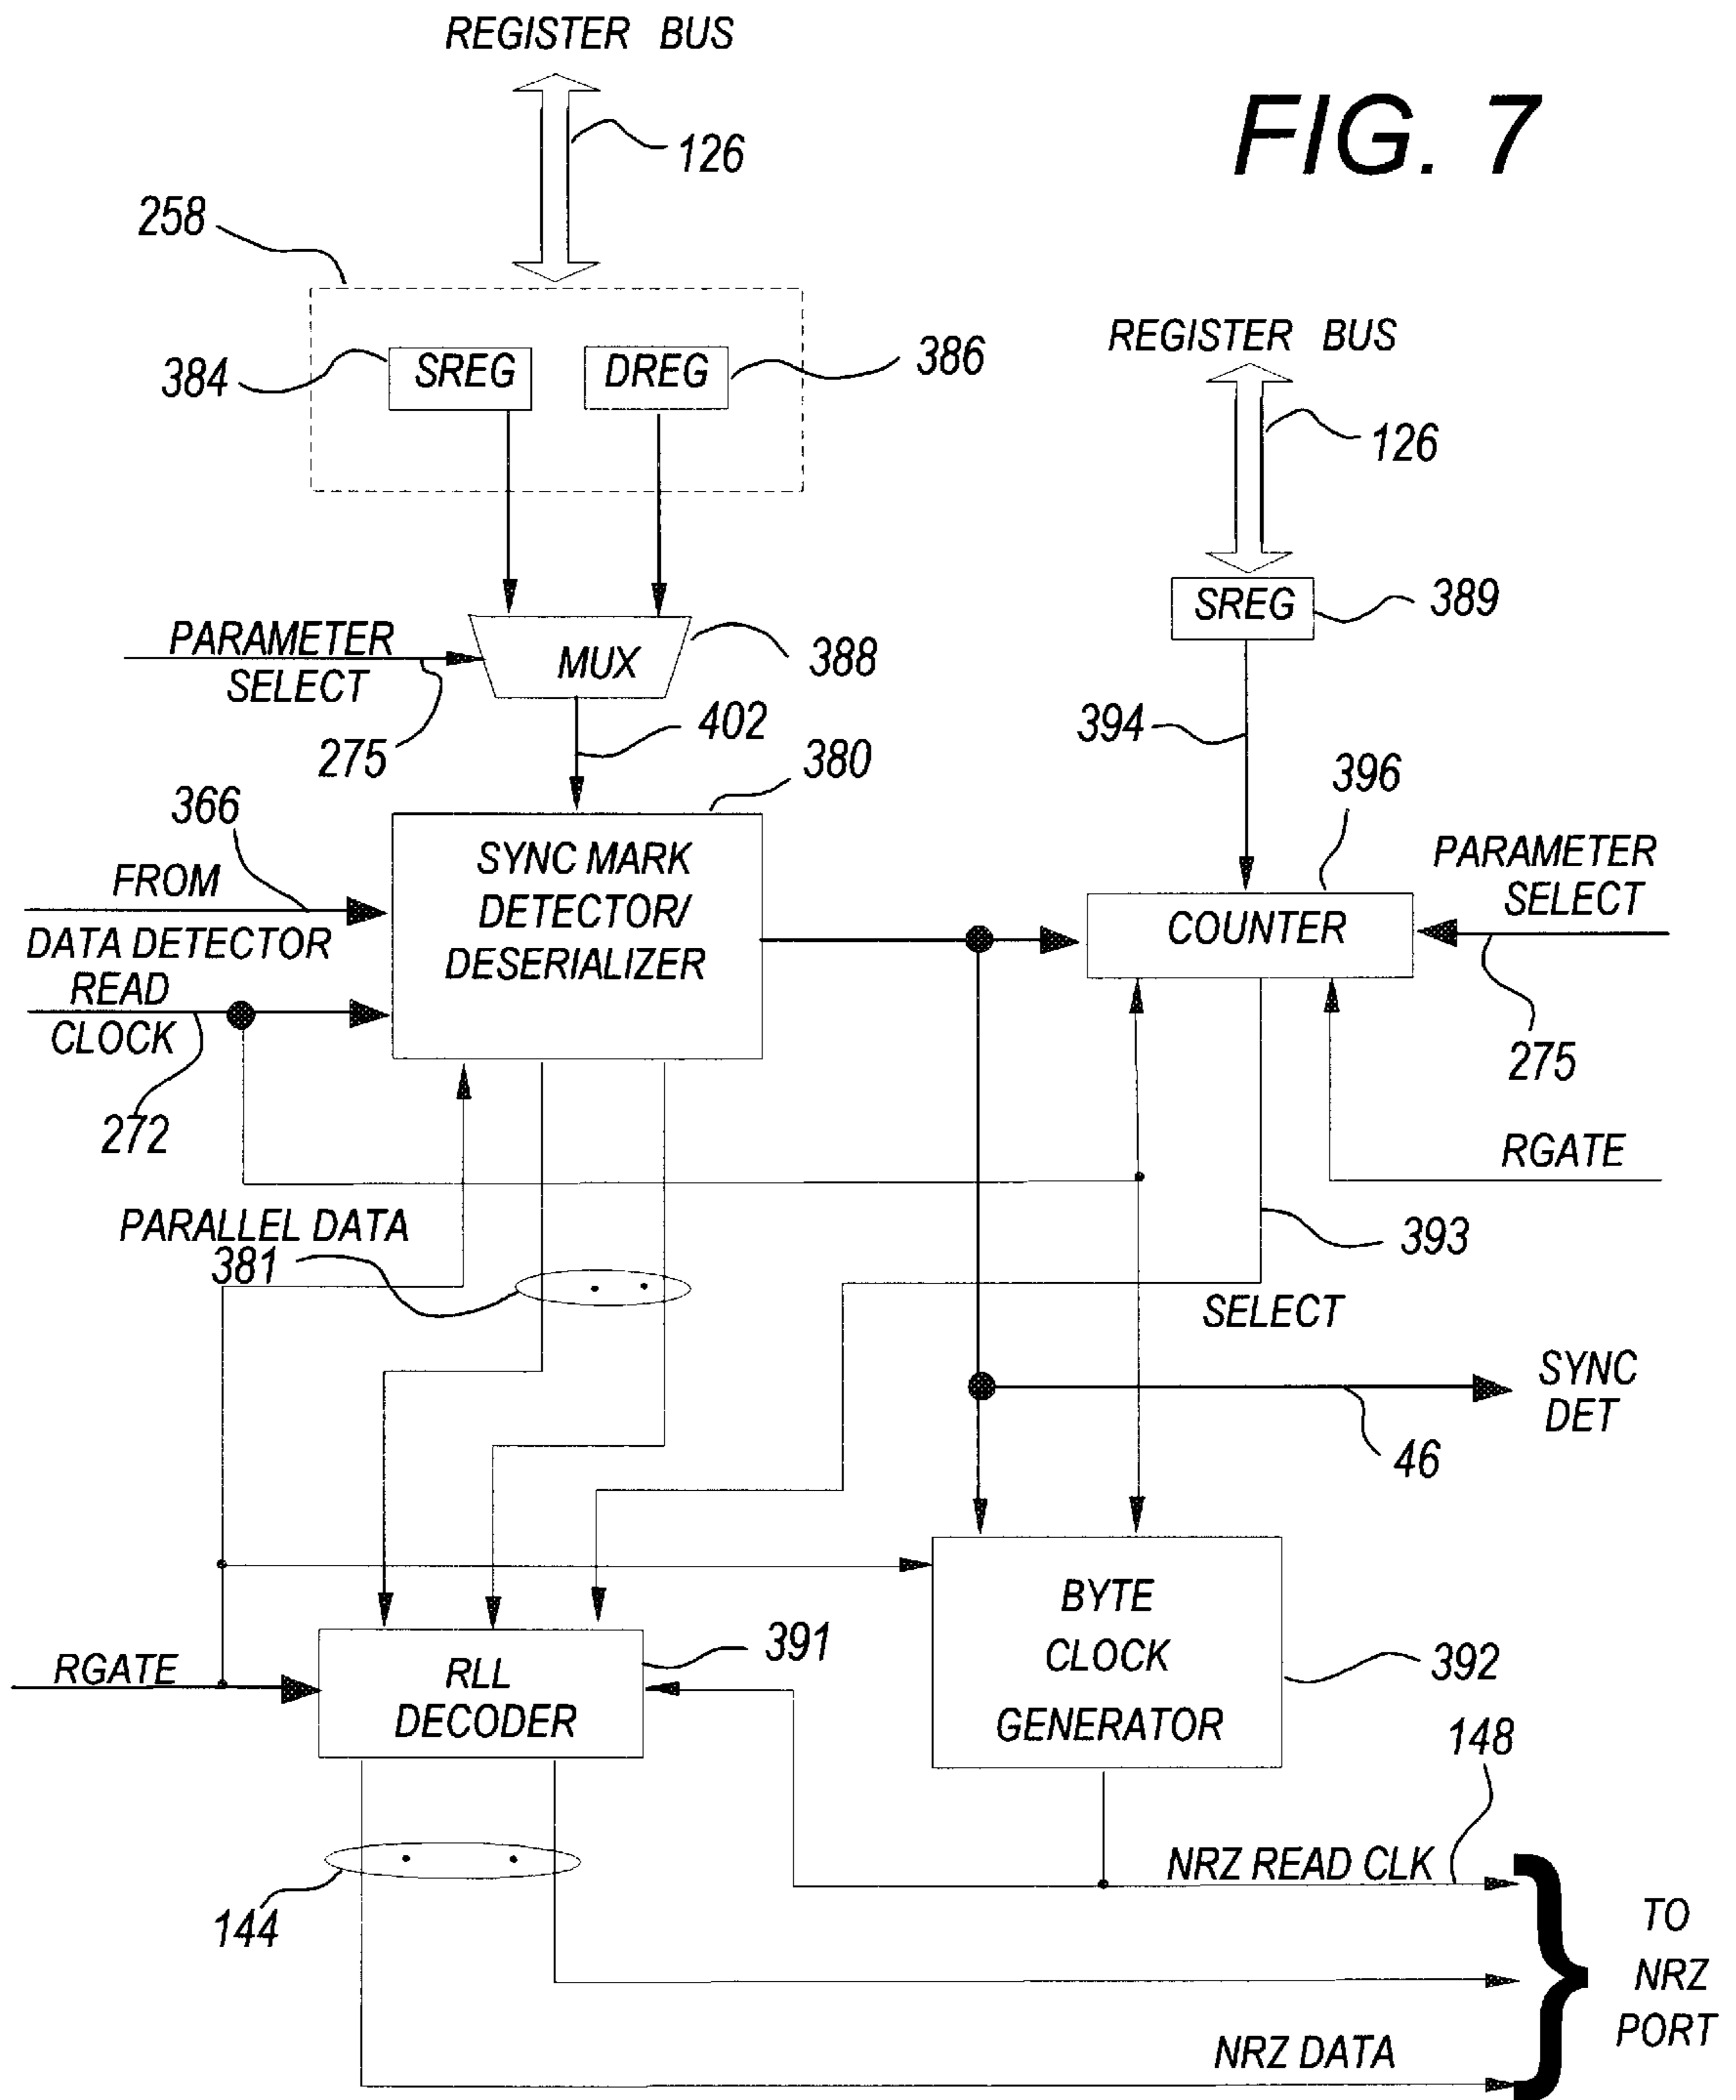 REGISTER BUS
FIG. 7
126
258
384
SREG
DREG
386
REGISTER BUS
126
SREG
389
PARAMETER
SELECT
275
MUX
388
402
394
380
396
366
FROM
DATA DETECTOR
READ
CLOCK
272
SYNC MARK
DETECTOR/
DESERIALIZER
COUNTER
PARAMETER
SELECT
275
RGATE
PARALLEL DATA
381
393
SELECT
SYNC
DET
46
RGATE
RLL
DECODER
391
BYTE
CLOCK
GENERATOR
392
148
144
NRZ READ CLK
NRZ DATA
TO
NRZ
PORT